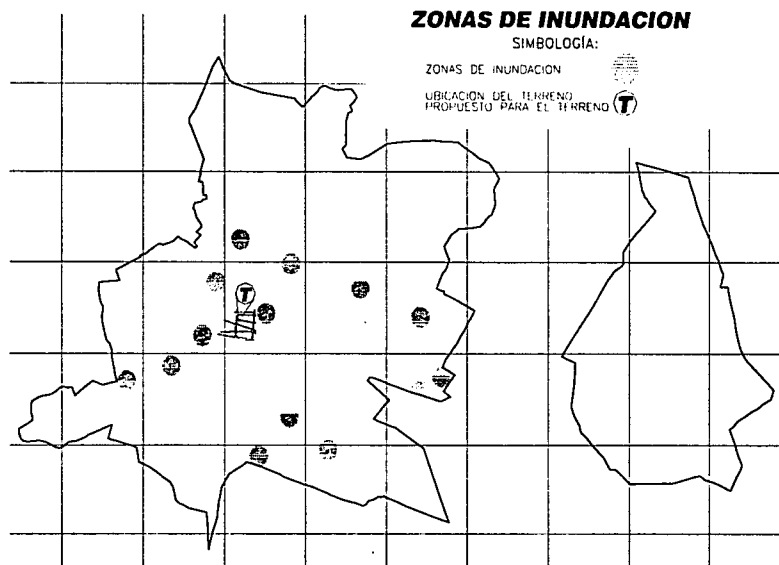 ZONAS DE INUNDACION
SIMBOLOGÍA:
ZONAS DE INUNDACION
UBICACION DEL TERRENO
PROPUESTO PARA EL TERRENO T
T